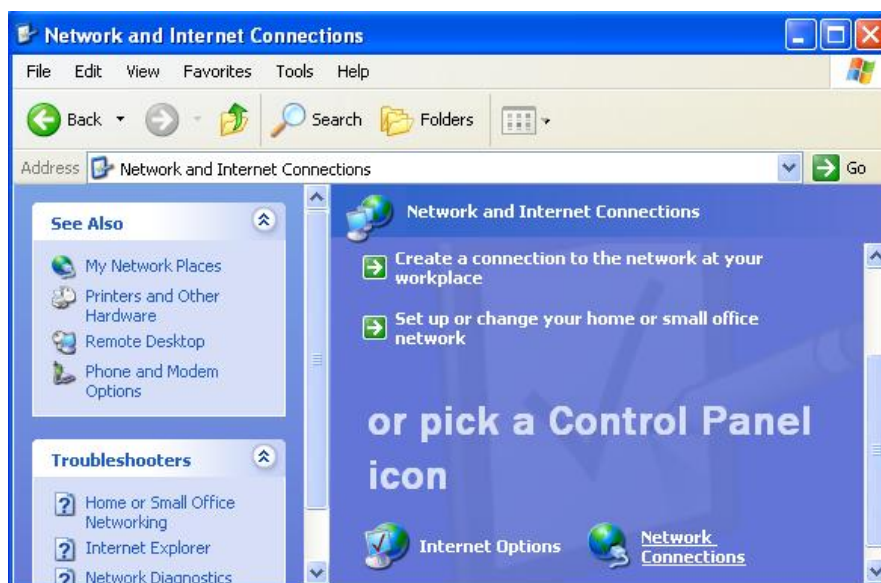 Network and Internet Connections
File Edit View Favorites Tools Help
Back Search Folders
Address Network and Internet Connections Go
See Also
My Network Places
Printers and Other
Hardware
Remote Desktop
Phone and Modem
Options
Troubleshooters
Home or Small Office
Networking
Internet Explorer
Network Diagnostics
Network and Internet Connections
Create a connection to the network at your
workplace
Set up or change your home or small office
network
or pick a Control Panel
icon
Internet Options
Network
Connections